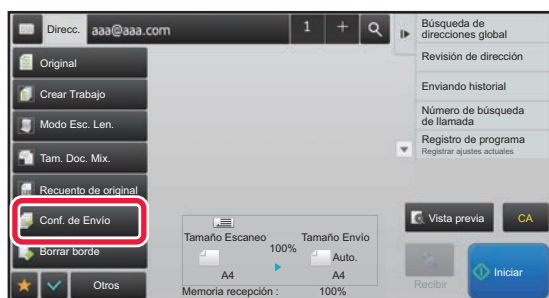 Direcc.
aaa@aaa.com
1
+
Original
Crear Trabajo
Modo Esc. Len.
Tam. Doc. Mix.
Recuento de original
Conf. de Envío
Borrar borde
Otros
Tamaño Escaneo
100%
Tamaño Envío
Auto.
A4
A4
Memoria recepción :
100%
Búsqueda de
direcciones global
Revisión de dirección
Enviando historial
Número de búsqueda
de llamada
Registro de programa
Registrar ajustes actuales
Vista previa
CA
Recibir
Iniciar